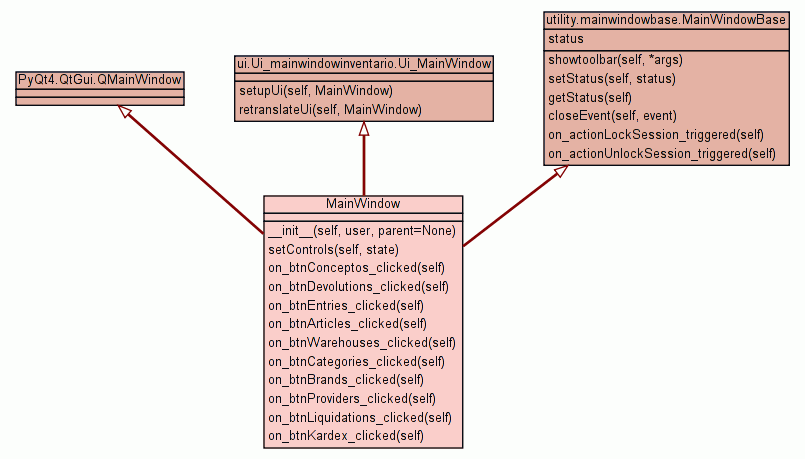 utility.mainwindowbase.MainWindowBase
status
showtoolbar(self, *args)
setStatus(self, status)
getStatus(self)
closeEvent(self, event)
on_actionLockSession_triggered(self)
on_actionUnlockSession_triggered(self)
ui.Ui_mainwindowinventario.Ui_MainWindow
setupUi(self, MainWindow)
retranslateUi(self, MainWindow)
PyQt4.QtGui.QMainWindow
MainWindow
__init__(self, user, parent=None)
setControls(self, state)
on_btnConceptos_clicked(self)
on_btnDevolutions_clicked(self)
on_btnEntries_clicked(self)
on_btnArticles_clicked(self)
on_btnWarehouses_clicked(self)
on_btnCategories_clicked(self)
on_btnBrands_clicked(self)
on_btnProviders_clicked(self)
on_btnLiquidations_clicked(self)
on_btnKardex_clicked(self)